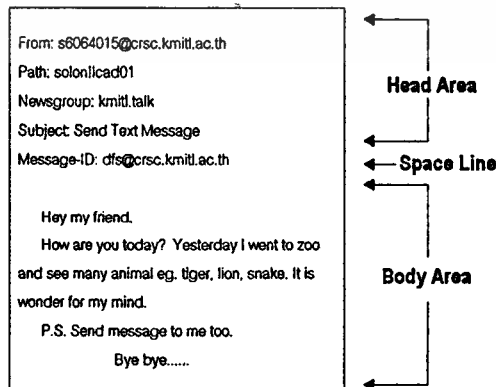 From: s6064015@crsc.kmitl.ac.th
Path: solonllcad01
Newsgroup: kmitl.talk
Subject: Send Text Message
Message-ID: dfs@crsc.kmitl.ac.th
Hey my friend.
How are you today? Yesterday I went to zoo
and see many animal eg. tiger, lion, snake. It is
wonder for my mind.
P.S. Send message to me too.
Bye bye......
Head Area
Space Line
Body Area